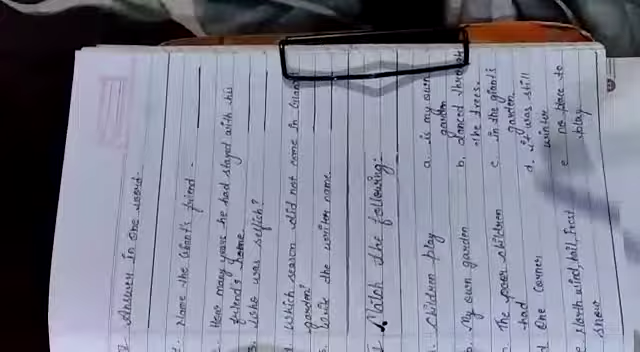 Answer in one word.
Name the Giant's friend -
How many years he had stayed with his
friend's home
Who was selfish?
Which season did not come in Giant
garden?
Write the writer name.
Match the following:-
Children play a. is my own
garden
My own garden b. danced through
the trees.
The poor children c. in the giant's
had garden
d One corner d. it was still
winter
e North wind, hail, frost e no place to
snow play